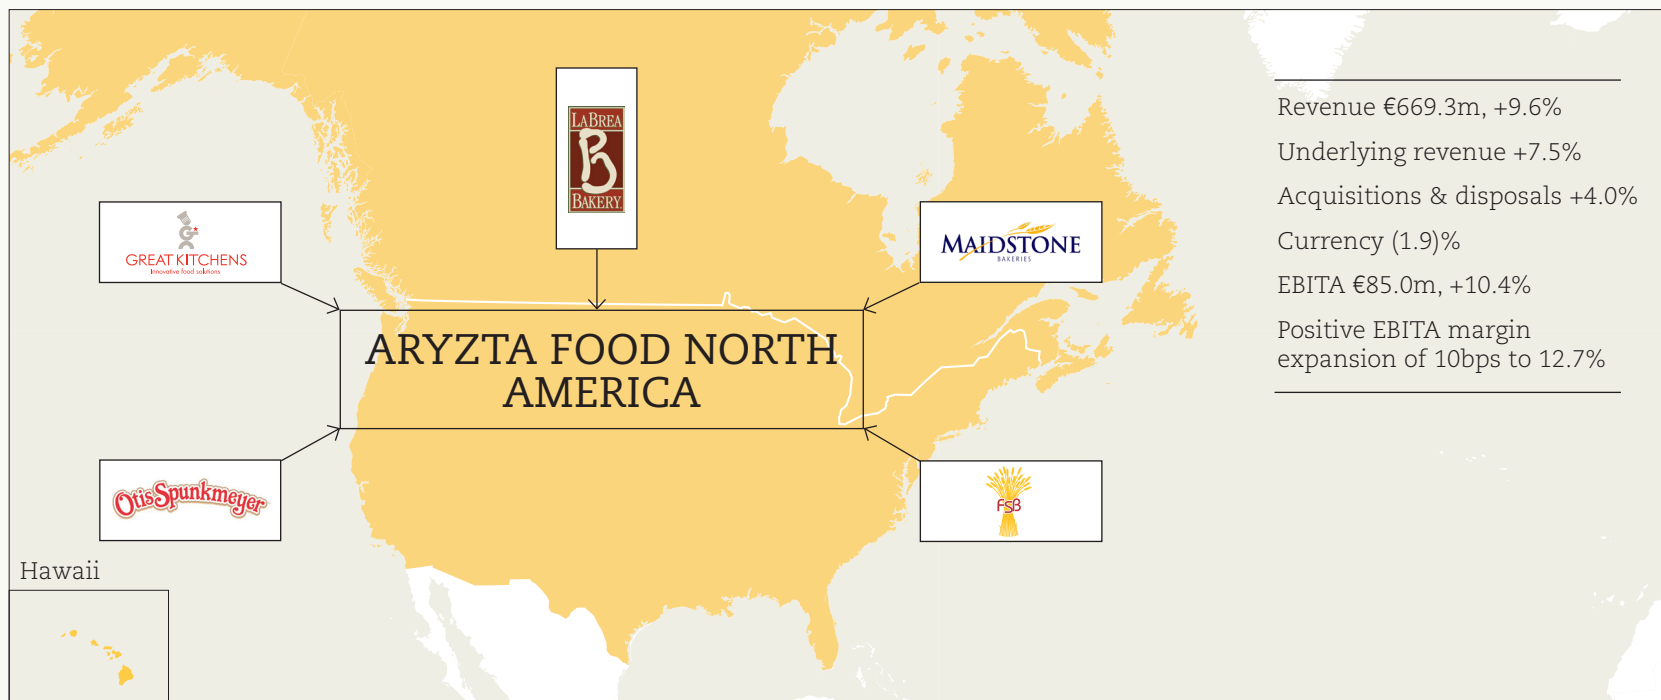 LA BREA
B
BAKERY
GREAT KITCHENS
Innovative food solutions
MAIDSTONE
BAKERIES
ARYZTA FOOD NORTH
AMERICA
Otis Spunkmeyer
FSB
Hawaii
Revenue €669.3m, +9.6%
Underlying revenue +7.5%
Acquisitions & disposals +4.0%
Currency (1.9)%
EBITA €85.0m, +10.4%
Positive EBITA margin
expansion of 10bps to 12.7%